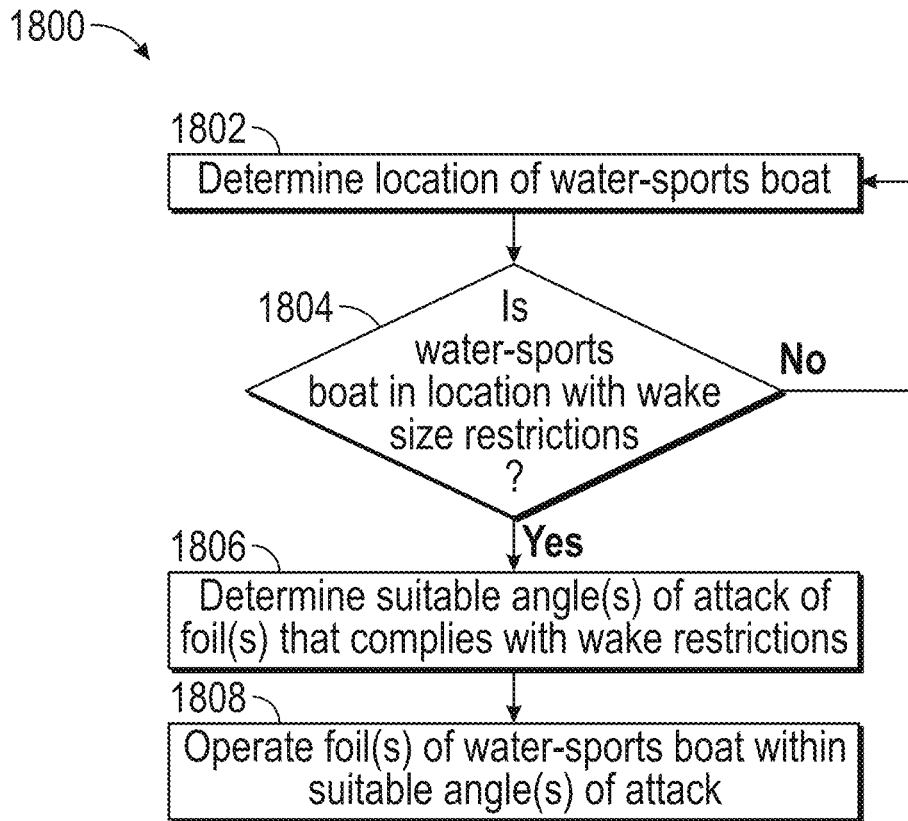 1800
1802
Determine location of water-sports boat
1804
Is
water-sports
boat in location with wake
size restrictions
?
No
Yes
1806
Determine suitable angle(s) of attack of
foil(s) that complies with wake restrictions
1808
Operate foil(s) of water-sports boat within
suitable angle(s) of attack